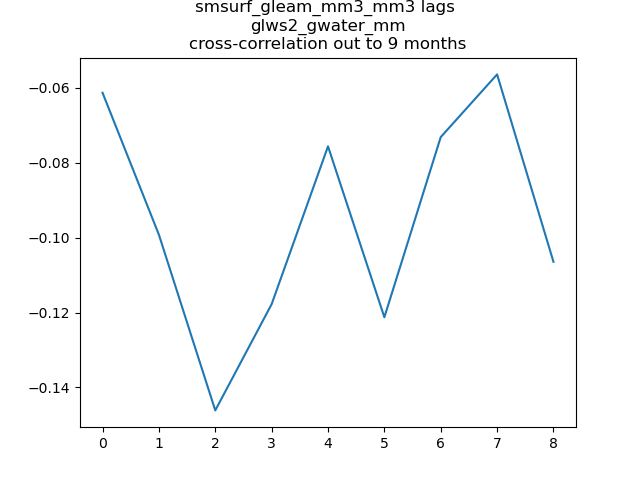 smsurf_gleam_mm3_mm3 lags
glws2_gwater_mm
cross-correlation out to 9 months
−0.06
−0.08
−0.10
−0.12
−0.14
0 1 2 3 4 5 6 7 8